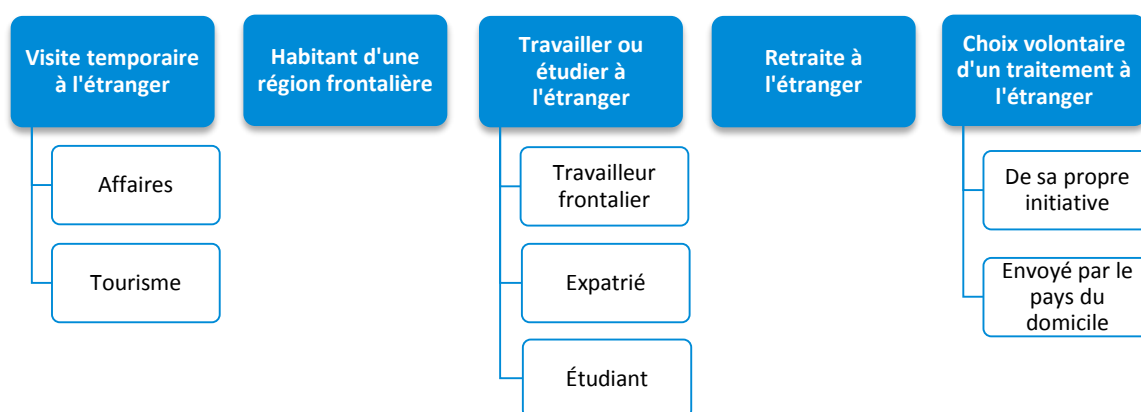 Visite temporaire
à l'étranger
Affaires
Tourisme
Habitant d'une
région frontalière
Travailler ou
étudier à
l'étranger
Travailleur
frontalier
Expatrié
Étudiant
Retraite à
l'étranger
Choix volontaire
d'un traitement à
l'étranger
De sa propre
initiative
Envoyé par le
pays du
domicile